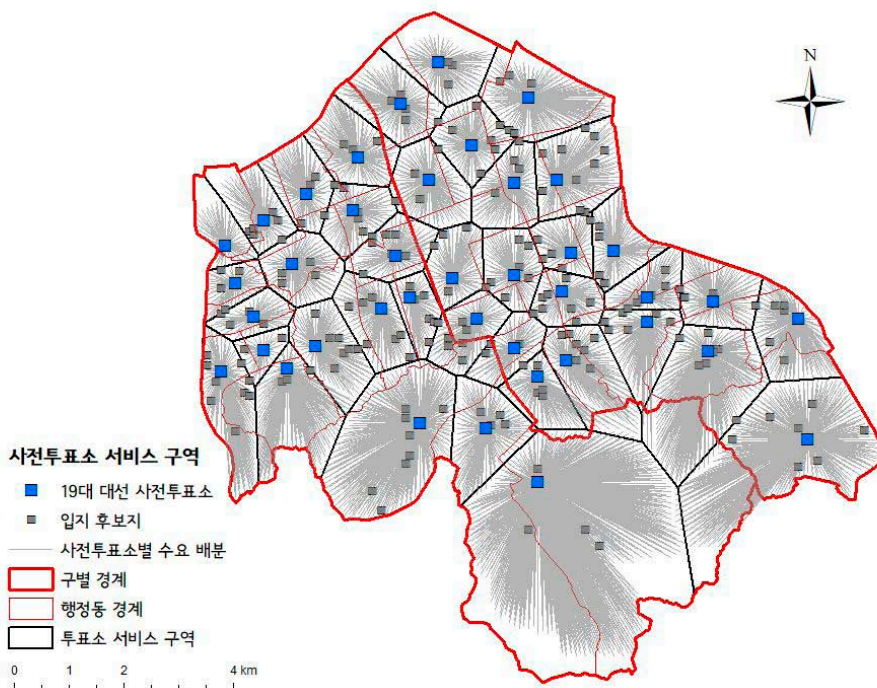 N
사전투표소 서비스 구역
19대 대선 사전투표소
입지 후보지
사전투표소별 수요 배분
구별 경계
행정동 경계
투표소 서비스 구역
0 1 2 4 km